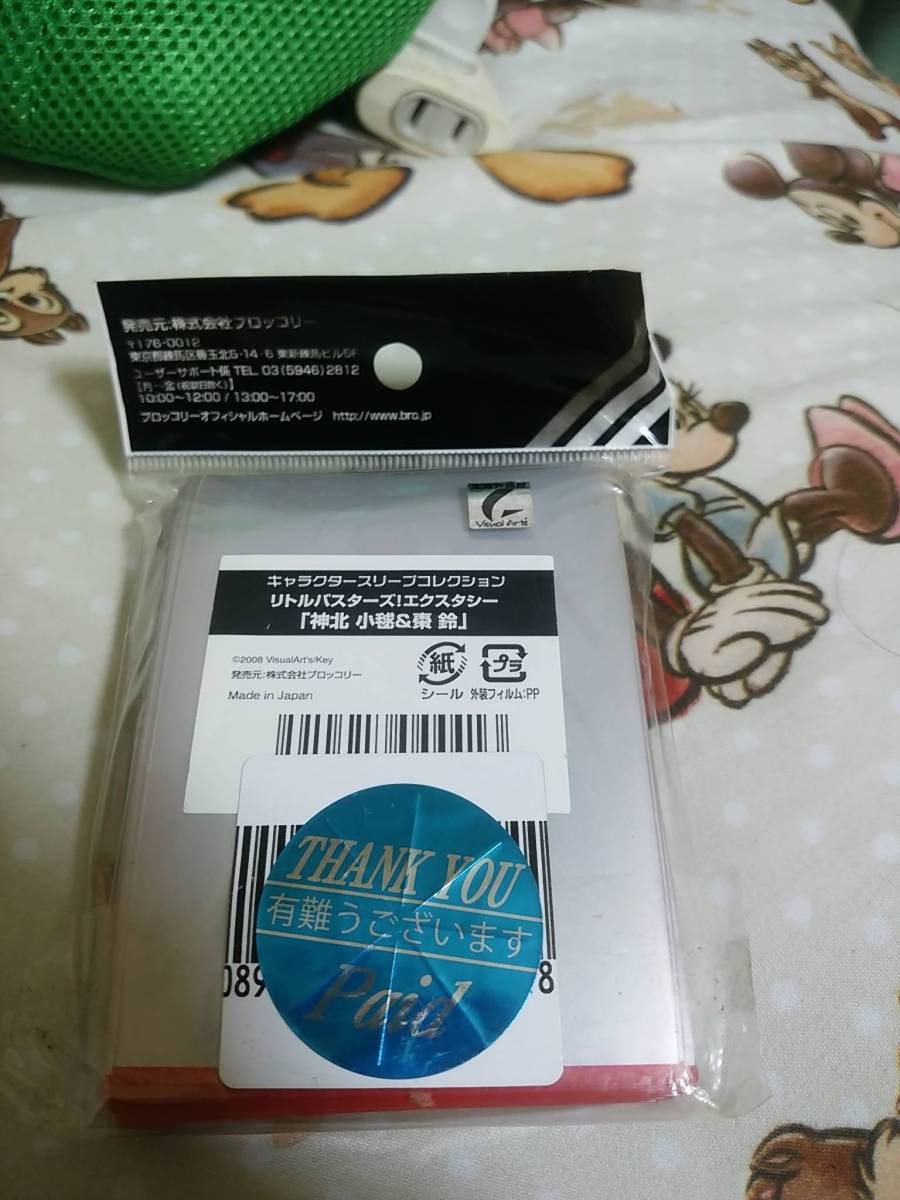 発売元:株式会社ブロッコリー
〒176-0012
東京都練馬区豊玉北5-14-6 東新練馬ビル5F
ユーザーサポート係 TEL. 03(5946)2812
【月～金(祝祭日除く)】
10:00～12:00 / 13:00～17:00
ブロッコリーオフィシャルホームページ http://www.bro.jp
Visual Art's
キャラクタースリーブコレクション
リトルバスターズ!エクスタシー
「神北 小毬&棗 鈴」
©2008 VisualArt's/Key
発売元:株式会社ブロッコリー
Made in Japan
紙
シール
プラ
外装フィルム:PP
THANK YOU
有難うございます
Paid
089
8